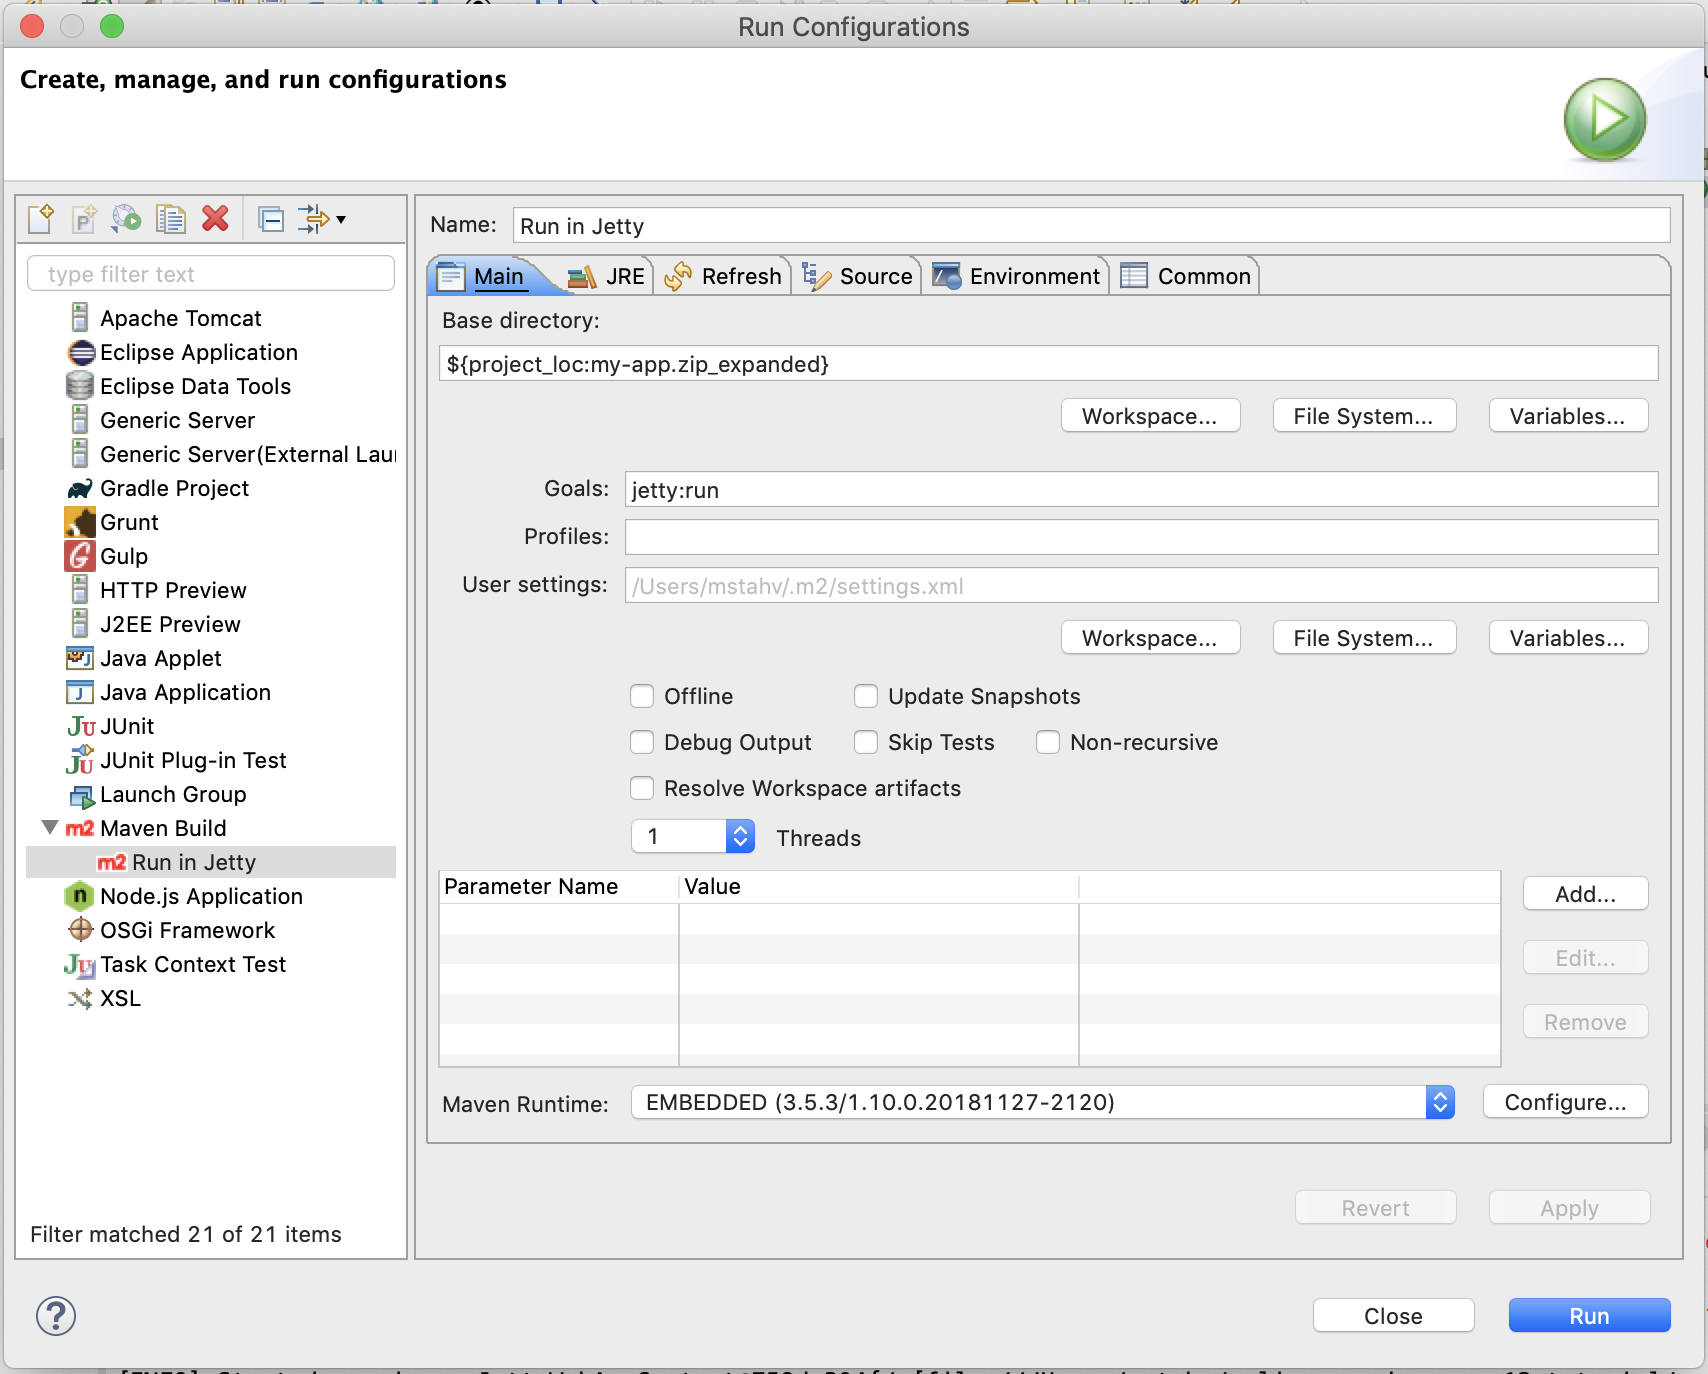 Run Configurations
Create, manage, and run configurations
Name: Run in Jetty
type filter text
Apache Tomcat
Eclipse Application
Eclipse Data Tools
Generic Server
Generic Server(External Lau
Gradle Project
Grunt
Gulp
HTTP Preview
J2EE Preview
Java Applet
Java Application
JUnit
JUnit Plug-in Test
Launch Group
m2 Maven Build
m2 Run in Jetty
Node.js Application
OSGi Framework
Task Context Test
XSL
Filter matched 21 of 21 items
Main JRE Refresh Source Environment Common
Base directory:
${project_loc:my-app.zip_expanded}
Workspace... File System... Variables...
Goals: jetty:run
Profiles:
User settings: /Users/mstahv/.m2/settings.xml
Workspace... File System... Variables...
Offline Update Snapshots
Debug Output Skip Tests Non-recursive
Resolve Workspace artifacts
1 Threads
Parameter Name Value
Add...
Edit...
Remove
Maven Runtime: EMBEDDED (3.5.3/1.10.0.20181127-2120) Configure...
Revert Apply
? Close Run